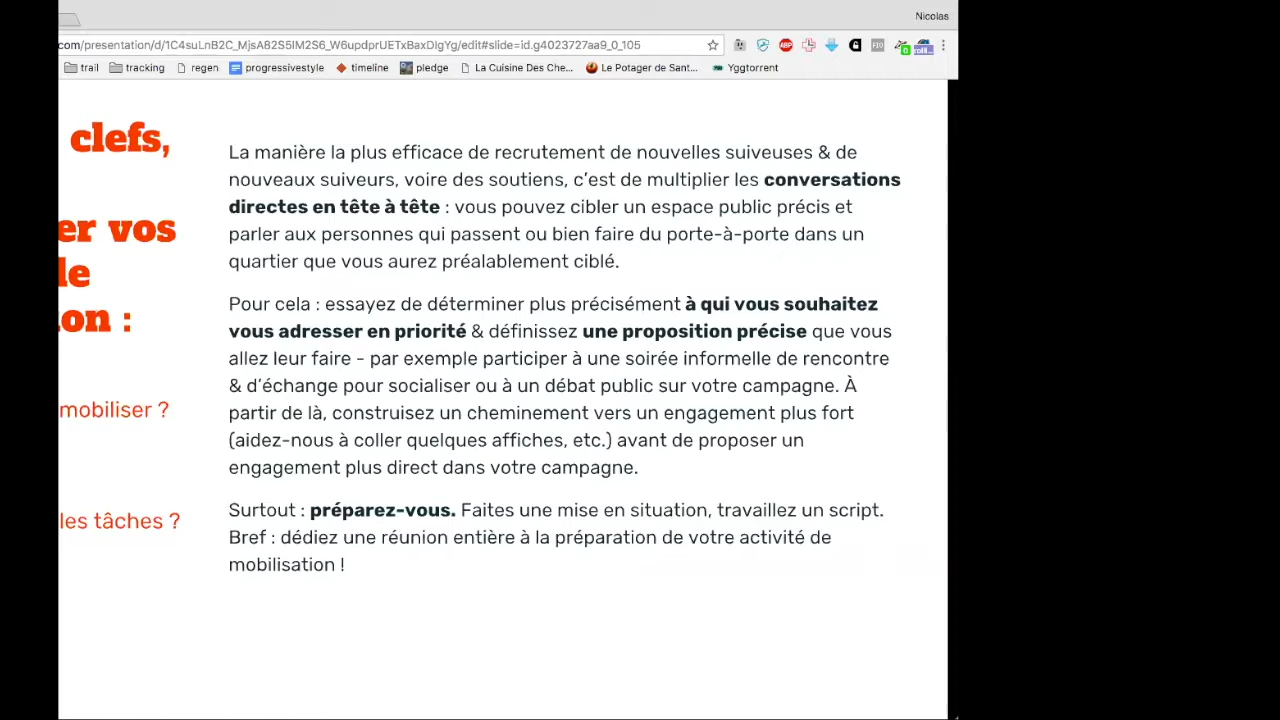 Nicolas
com/presentation/d/1C4suLnB2C_MjsA82S5IM2S6_W6updprUETxBaxDIgYg/edit#slide=id.g4023727aa9_0_105
trail tracking regen progressivestyle timeline pledge La Cuisine Des Che... Le Potager de Sant... Yggtorrent
clefs,
er vos
ion :
mobiliser ?
les tâches ?
La manière la plus efficace de recrutement de nouvelles suiveuses & de
nouveaux suiveurs, voire des soutiens, c’est de multiplier les conversations
directes en tête à tête : vous pouvez cibler un espace public précis et
parler aux personnes qui passent ou bien faire du porte-à-porte dans un
quartier que vous aurez préalablement ciblé.
Pour cela : essayez de déterminer plus précisément à qui vous souhaitez
vous adresser en priorité & définissez une proposition précise que vous
allez leur faire - par exemple participer à une soirée informelle de rencontre
& d’échange pour socialiser ou à un débat public sur votre campagne. À
partir de là, construisez un cheminement vers un engagement plus fort
(aidez-nous à coller quelques affiches, etc.) avant de proposer un
engagement plus direct dans votre campagne.
Surtout : préparez-vous. Faites une mise en situation, travaillez un script.
Bref : dédiez une réunion entière à la préparation de votre activité de
mobilisation !